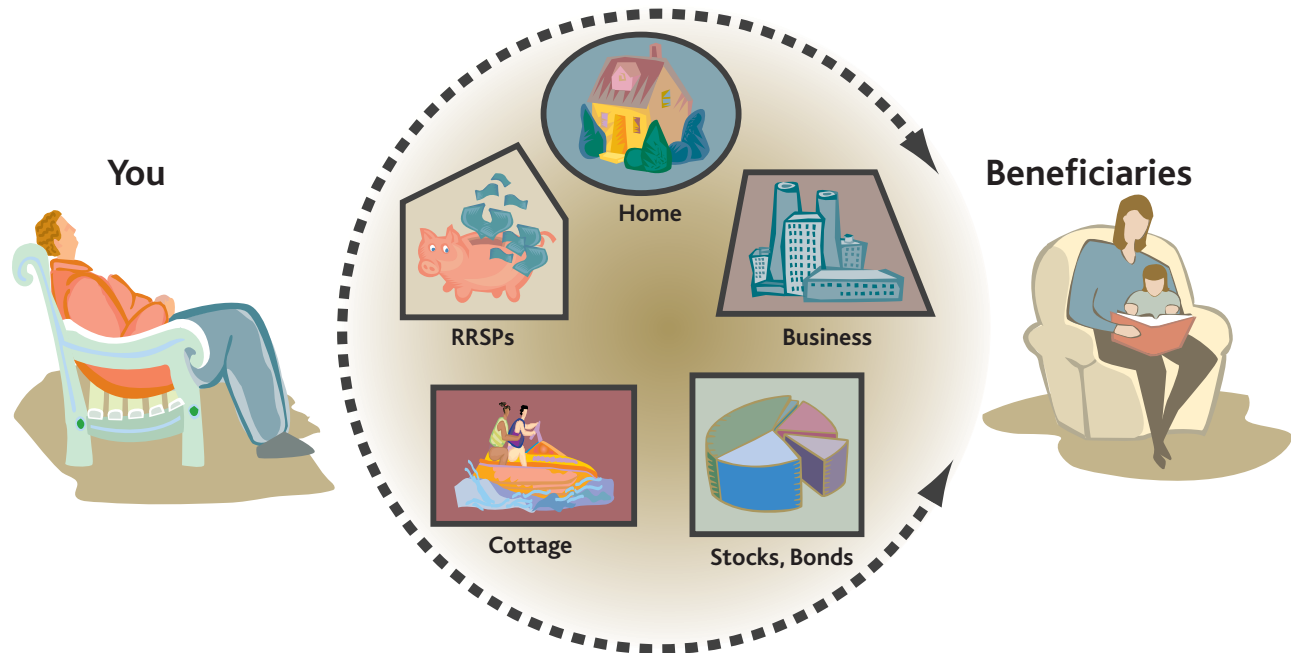 You
Beneficiaries
Home
RRSPs
Business
Cottage
Stocks, Bonds